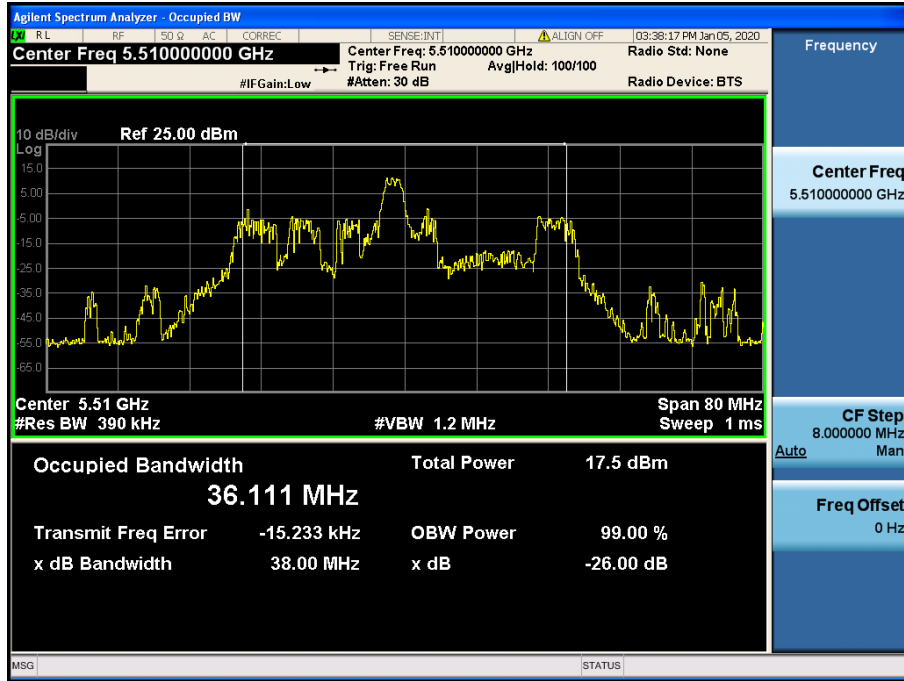 Agilent Spectrum Analyzer - Occupied BW
LXI RL RF 50 Ω AC CORREC SENSE:INT ALIGN OFF 03:38:17 PM Jan 05, 2020
Center Freq 5.510000000 GHz
Center Freq: 5.510000000 GHz
Radio Std: None
Trig: Free Run
Avg|Hold: 100/100
#IFGain:Low
#Atten: 30 dB
Radio Device: BTS
Frequency
10 dB/div
Ref 25.00 dBm
Log
15.0
5.00
-5.00
-15.0
-25.0
-35.0
-45.0
-55.0
-65.0
Center 5.51 GHz
Span 80 MHz
#Res BW 390 kHz
#VBW 1.2 MHz
Sweep 1 ms
Occupied Bandwidth
Total Power 17.5 dBm
36.111 MHz
Transmit Freq Error -15.233 kHz
OBW Power 99.00 %
x dB Bandwidth 38.00 MHz
x dB -26.00 dB
Center Freq
5.510000000 GHz
CF Step
8.000000 MHz
Auto Man
Freq Offset
0 Hz
MSG
STATUS